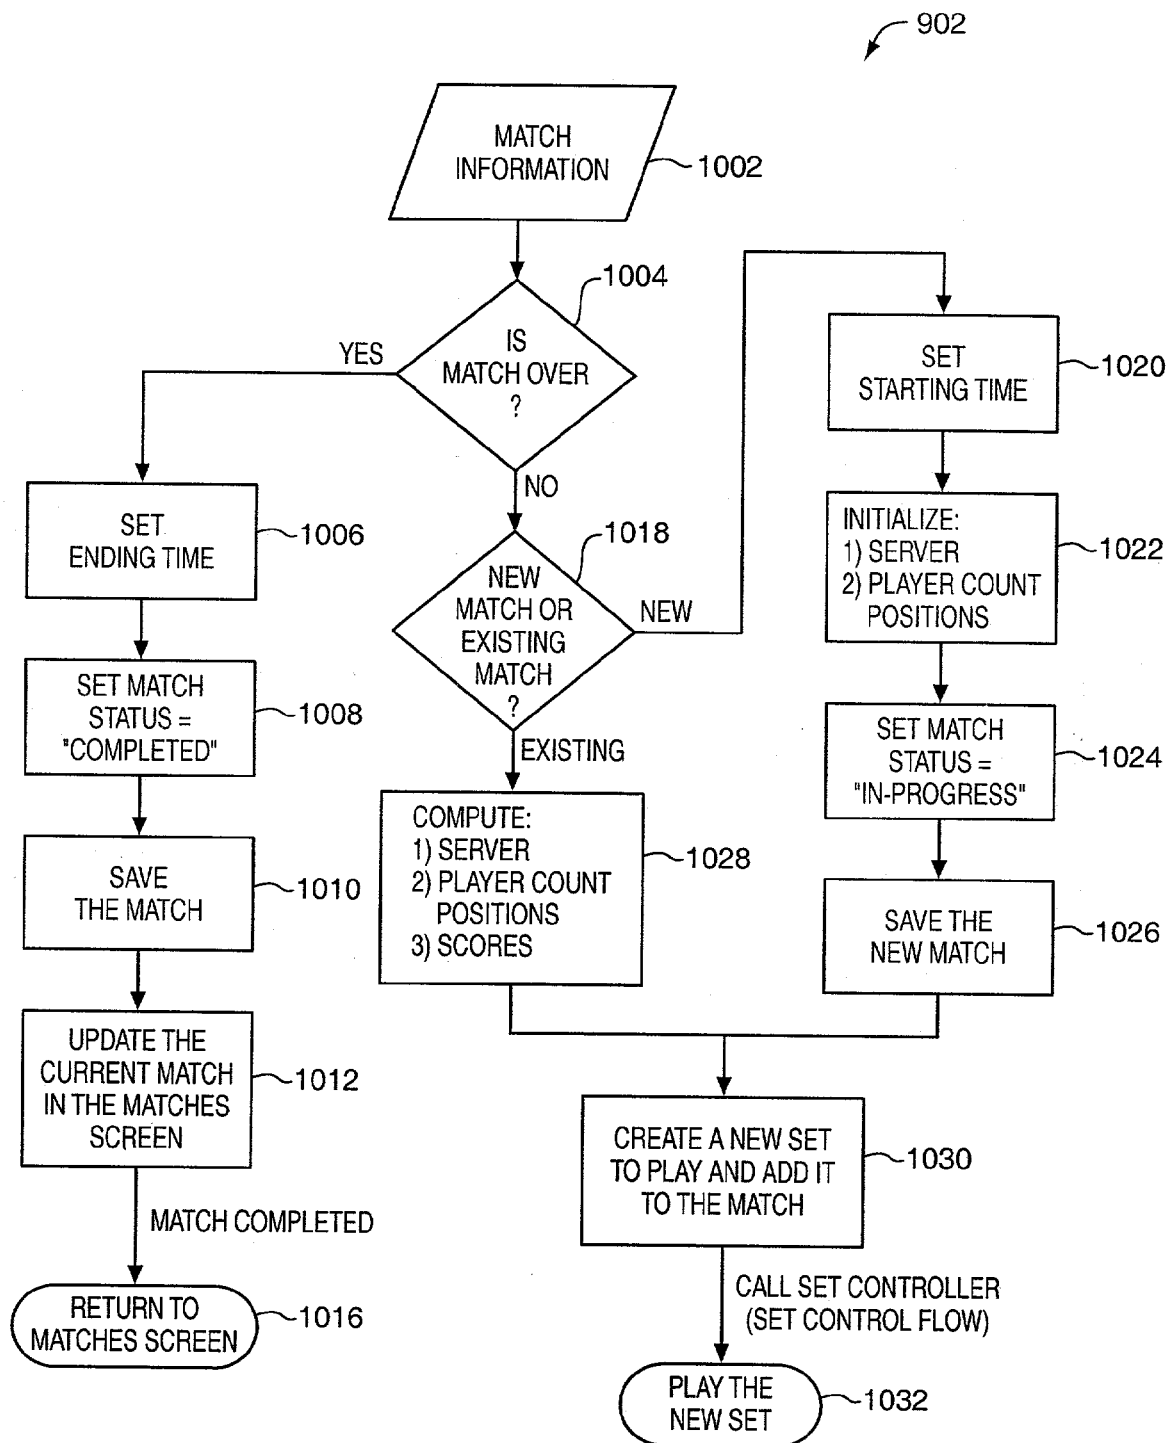 902
MATCH
INFORMATION
1002
1004
IS
MATCH OVER
?
YES
NO
SET
ENDING TIME
1006
SET MATCH
STATUS =
"COMPLETED"
1008
SAVE
THE MATCH
1010
UPDATE THE
CURRENT MATCH
IN THE MATCHES
SCREEN
1012
MATCH COMPLETED
RETURN TO
MATCHES SCREEN
1016
1018
NEW
MATCH OR
EXISTING
MATCH
?
NEW
EXISTING
COMPUTE:
1) SERVER
2) PLAYER COUNT
POSITIONS
3) SCORES
1028
SET
STARTING TIME
1020
INITIALIZE:
1) SERVER
2) PLAYER COUNT
POSITIONS
1022
SET MATCH
STATUS =
"IN-PROGRESS"
1024
SAVE THE
NEW MATCH
1026
CREATE A NEW SET
TO PLAY AND ADD IT
TO THE MATCH
1030
CALL SET CONTROLLER
(SET CONTROL FLOW)
PLAY THE
NEW SET
1032